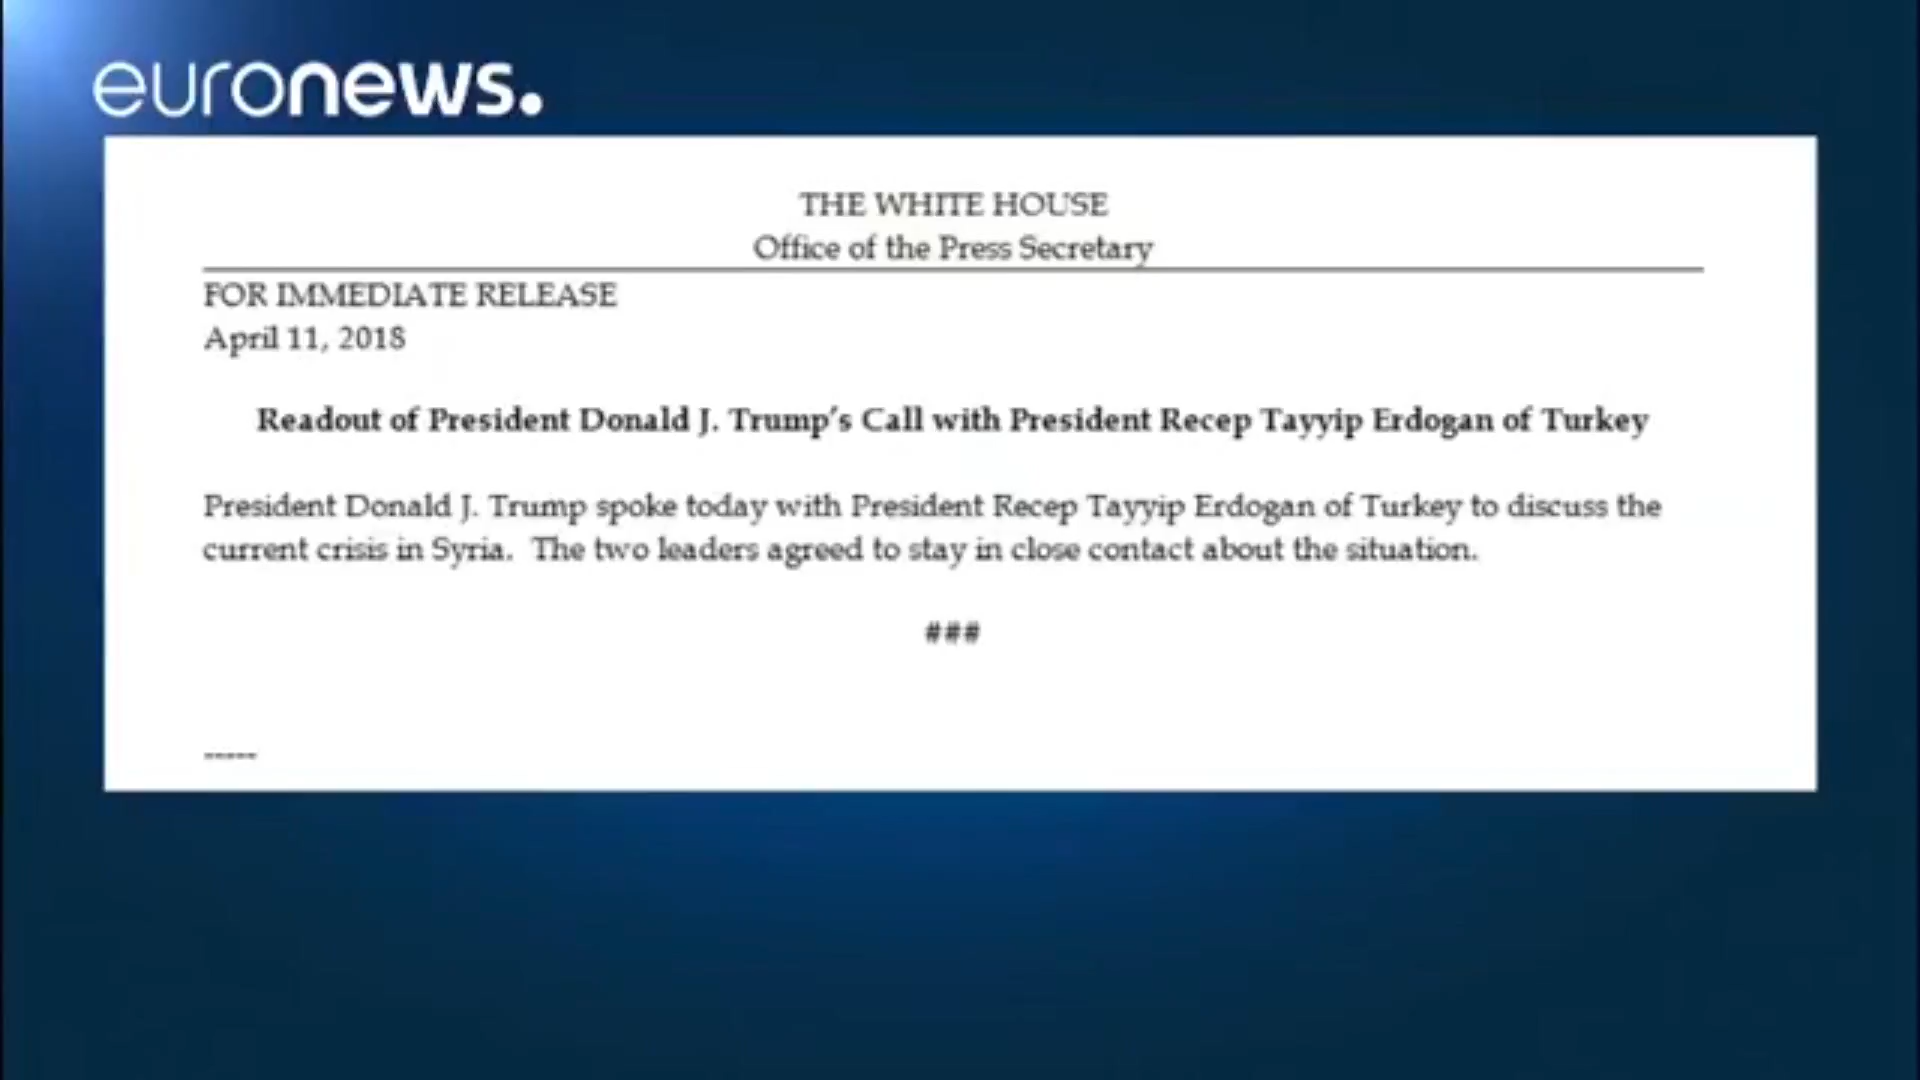 euronews.
THE WHITE HOUSE
Office of the Press Secretary
FOR IMMEDIATE RELEASE
April 11, 2018
Readout of President Donald J. Trump's Call with President Recep Tayyip Erdogan of Turkey
President Donald J. Trump spoke today with President Recep Tayyip Erdogan of Turkey to discuss the
current crisis in Syria.  The two leaders agreed to stay in close contact about the situation.
###
-----